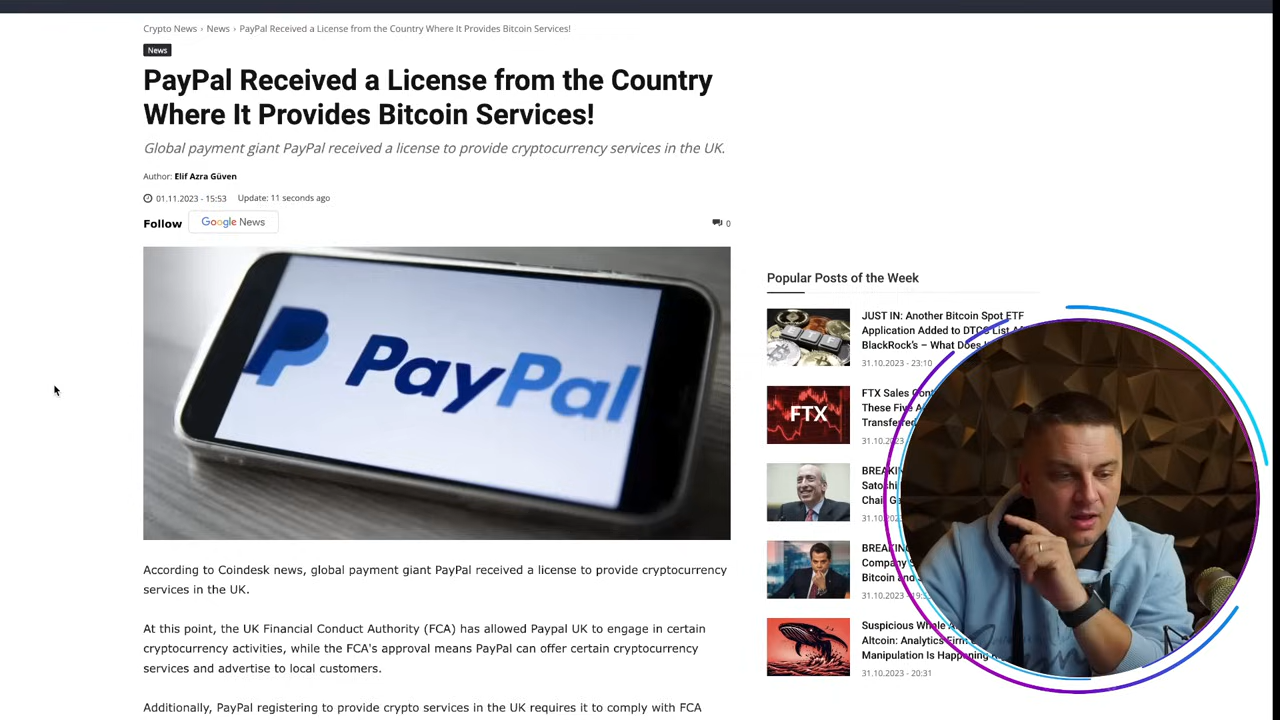 Crypto News › News › PayPal Received a License from the Country Where It Provides Bitcoin Services!
News
PayPal Received a License from the Country
Where It Provides Bitcoin Services!
Global payment giant PayPal received a license to provide cryptocurrency services in the UK.
Author: Elif Azra Güven
01.11.2023 - 15:53 Update: 11 seconds ago
Follow Google News
0
PayPal
According to Coindesk news, global payment giant PayPal received a license to provide cryptocurrency
services in the UK.
At this point, the UK Financial Conduct Authority (FCA) has allowed Paypal UK to engage in certain
cryptocurrency activities, while the FCA's approval means PayPal can offer certain cryptocurrency
services and advertise to local customers.
Additionally, PayPal registering to provide crypto services in the UK requires it to comply with FCA
Popular Posts of the Week
JUST IN: Another Bitcoin Spot ETF
Application Added to DTCC List
BlackRock's – What Does
31.10.2023 - 23:10
FTX
FTX Sales
These Five
Transferred
31.10.
Satoshi
31.10
Company
Bitcoin and
31.10.2023 - 19:
Suspicious Whale
Altcoin: Analytics Firm
Manipulation Is Happening
31.10.2023 - 20:31